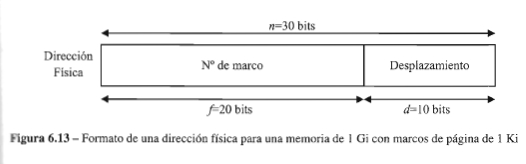 n=30 bits
Dirección
Física
Nº de marco
Desplazamiento
f=20 bits
d=10 bits
Figura 6.13 – Formato de una dirección física para una memoria de 1 Gi con marcos de página de 1 Ki